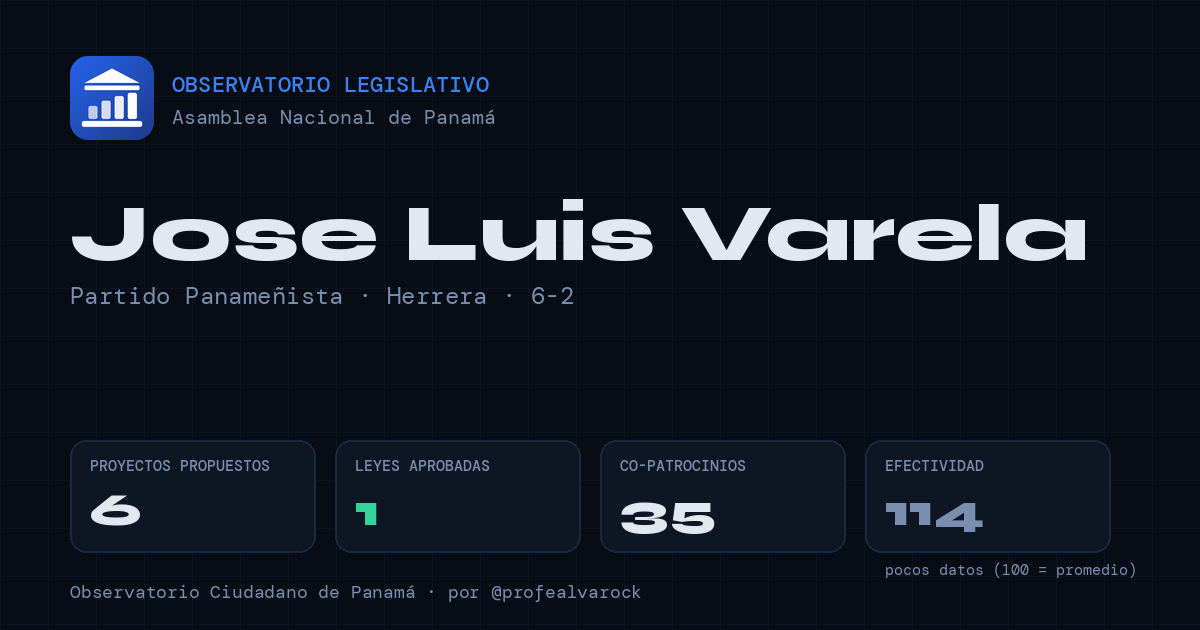 OBSERVATORIO LEGISLATIVO
Asamblea Nacional de Panamá
Jose Luis Varela
Partido Panameñista · Herrera · 6-2
PROYECTOS PROPUESTOS
6
LEYES APROBADAS
1
CO-PATROCINIOS
35
EFECTIVIDAD
114
pocos datos (100 = promedio)
Observatorio Ciudadano de Panamá · por @profealvarock